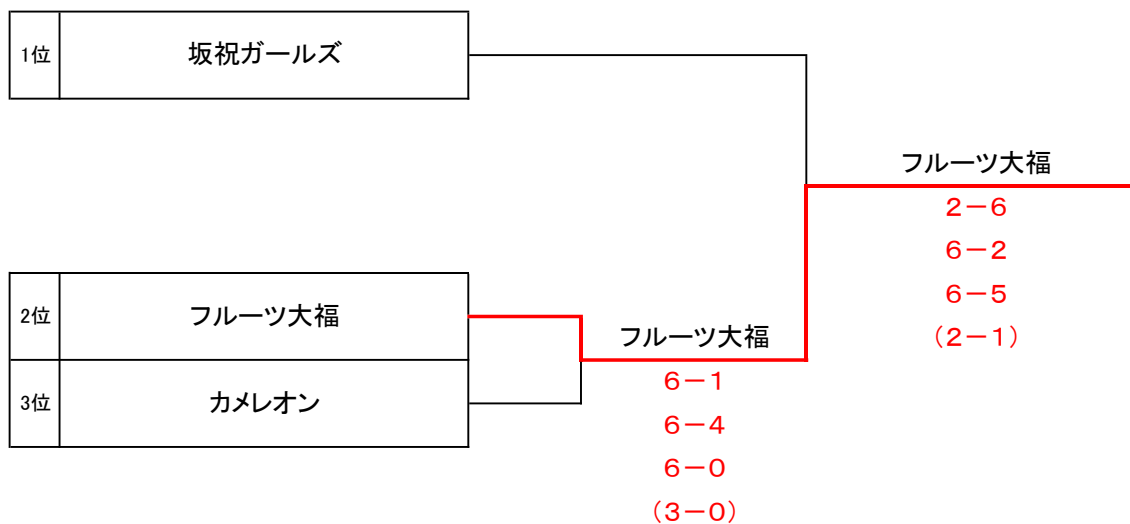 1位 坂祝ガールズ
フルーツ大福
2－6
6－2
6－5
（2－1）
2位 フルーツ大福
フルーツ大福
3位 カメレオン
6－1
6－4
6－0
（3－0）